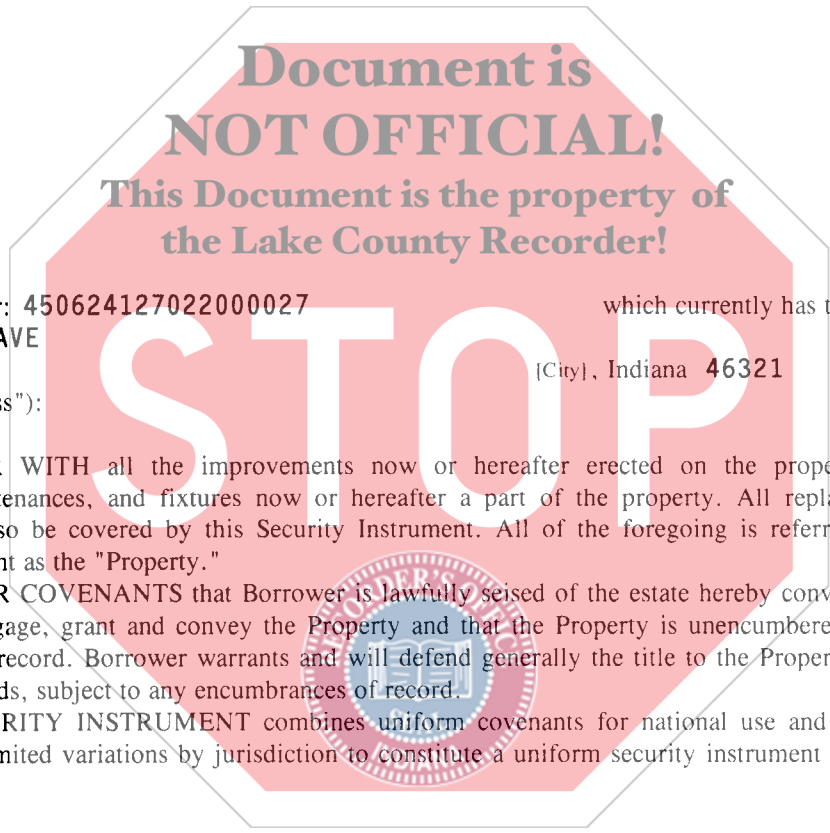 Document is
NOT OFFICIAL!
This Document is the property of
the Lake County Recorder!
: 450624127022000027 which currently has t
AVE
[City], Indiana 46321
ss"):
STOP
WITH all the improvements now or hereafter erected on the prope
tenances, and fixtures now or hereafter a part of the property. All repla
so be covered by this Security Instrument. All of the foregoing is referr
nt as the "Property."
R COVENANTS that Borrower is lawfully seised of the estate hereby conv
gage, grant and convey the Property and that the Property is unencumbere
record. Borrower warrants and will defend generally the title to the Proper
ds, subject to any encumbrances of record.
RITY INSTRUMENT combines uniform covenants for national use and
mited variations by jurisdiction to constitute a uniform security instrument
INDIANA